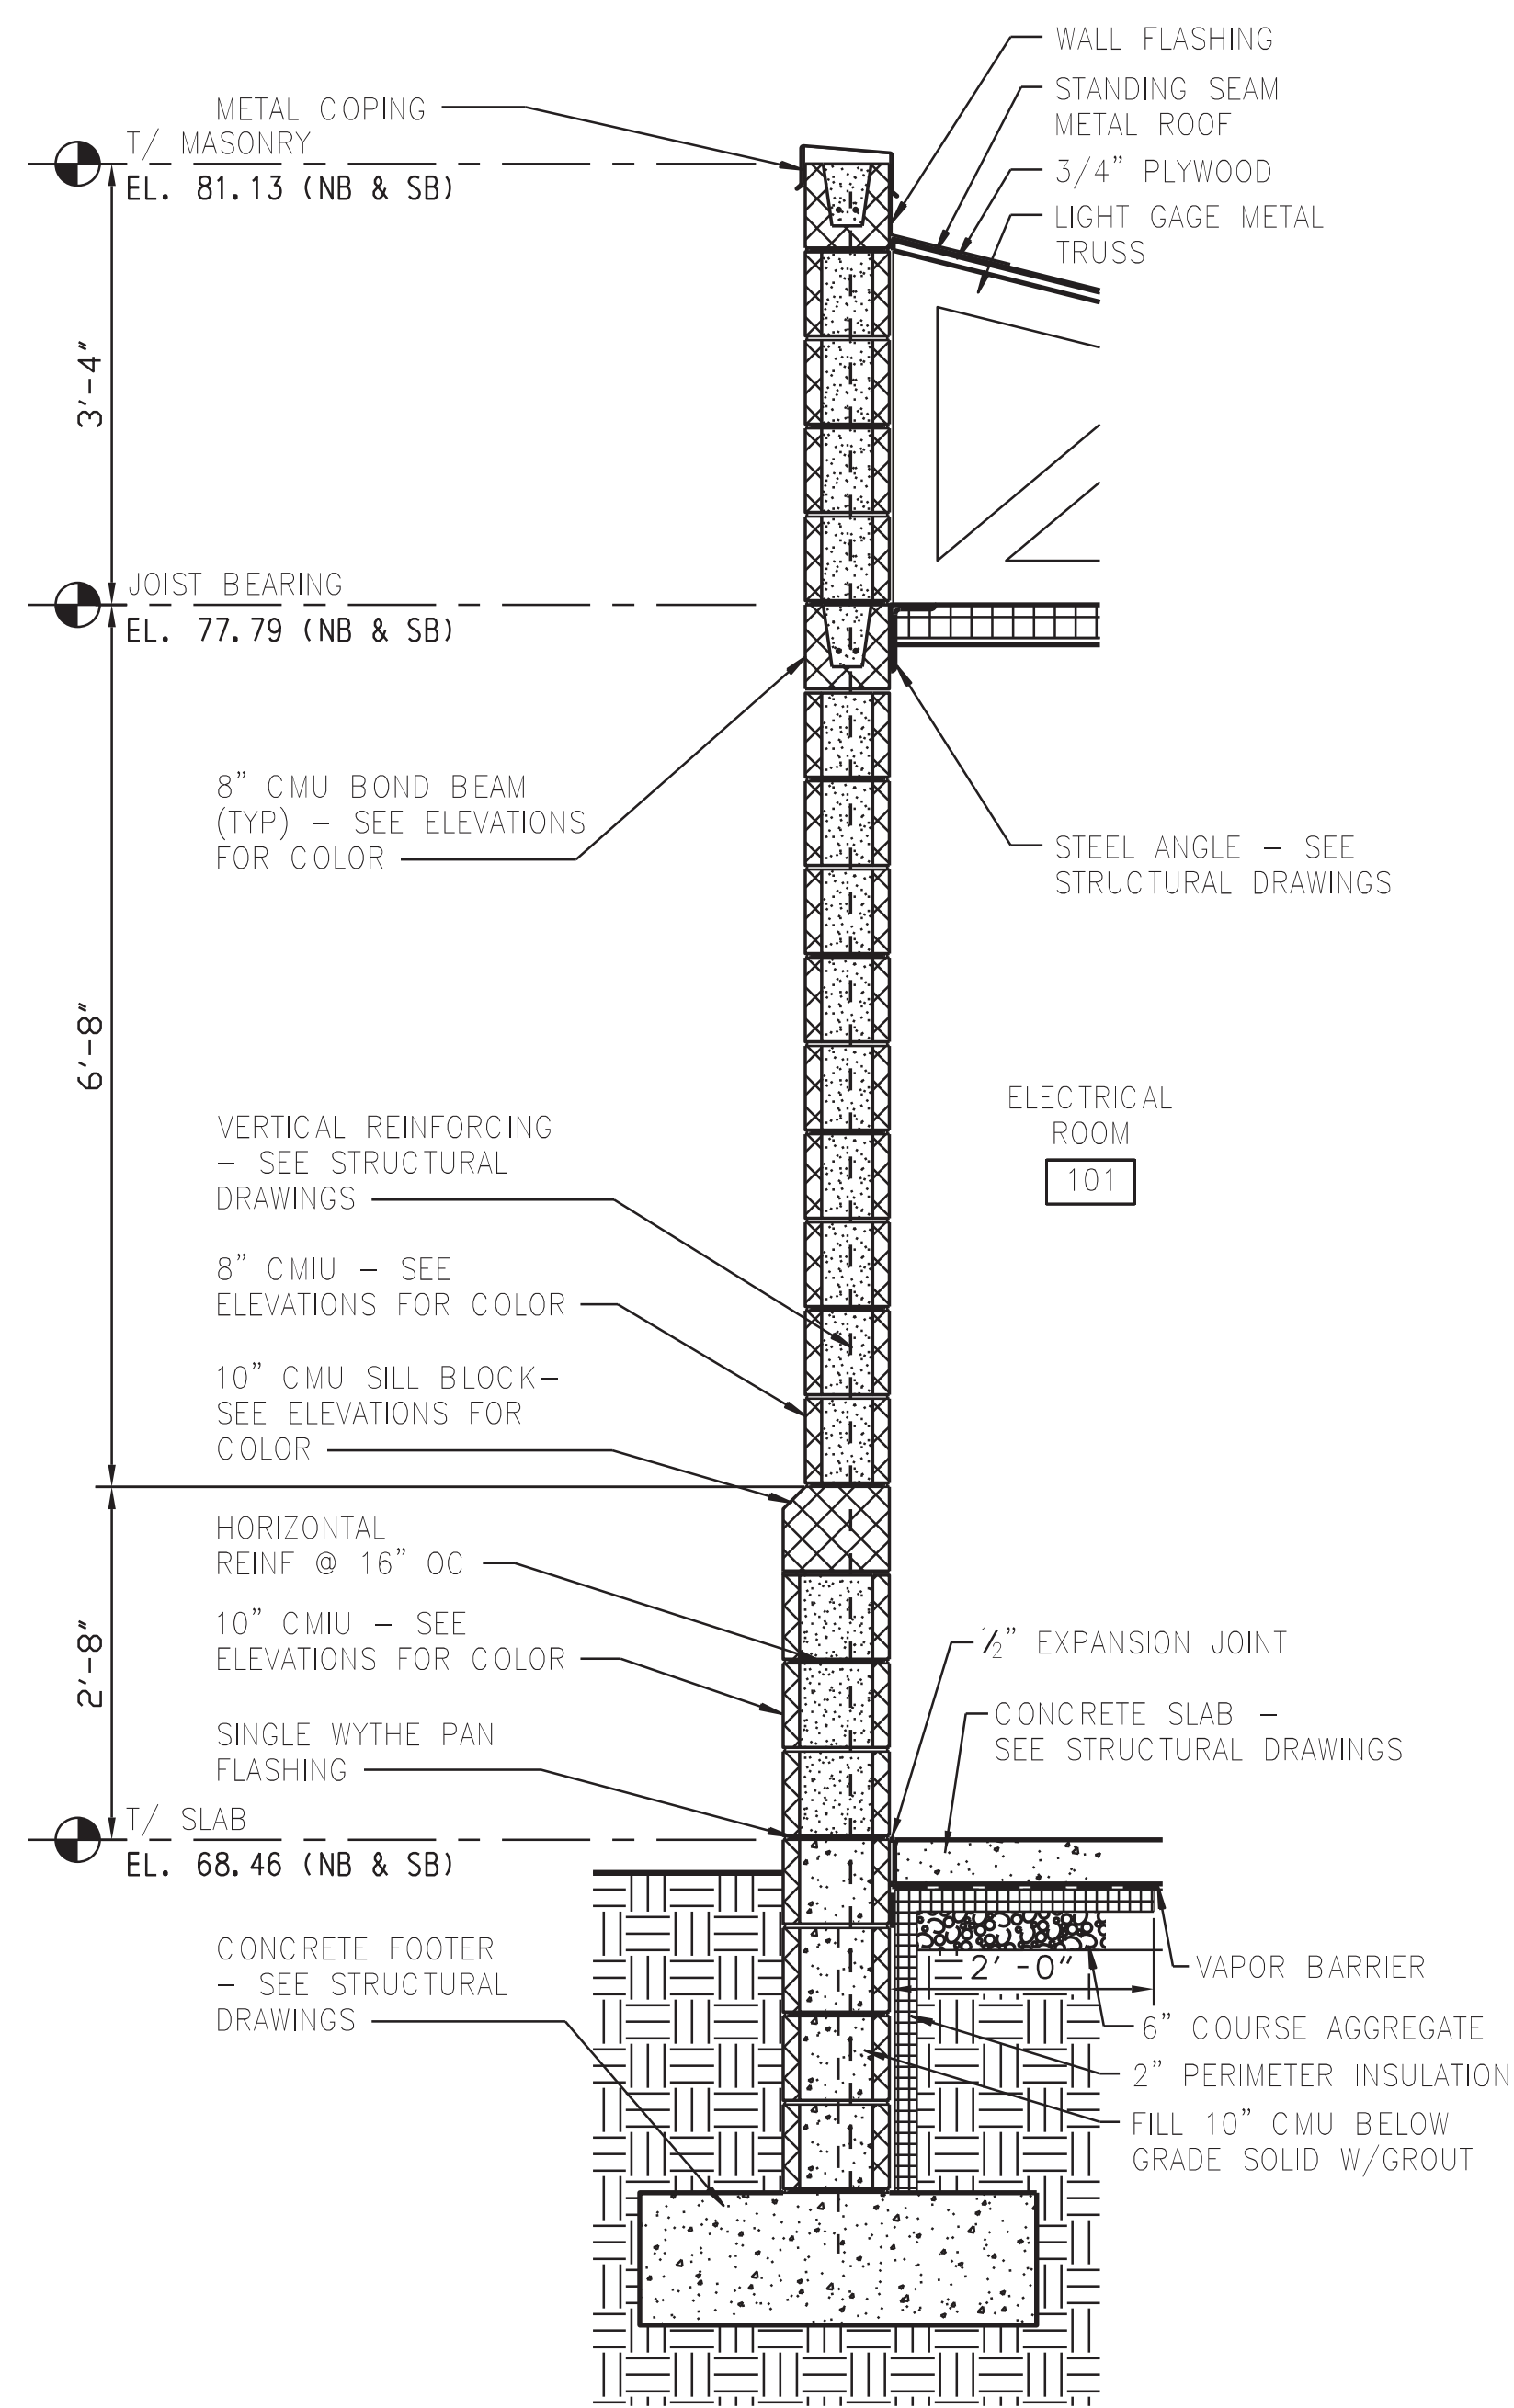 WALL FLASHING
STANDING SEAM
METAL ROOF
3/4” PLYWOOD
LIGHT GAGE METAL
TRUSS
METAL COPING
T/ MASONRY
EL. 81.13 (NB & SB)
3'-4"
JOIST BEARING
EL. 77.79 (NB & SB)
8” CMU BOND BEAM
(TYP) – SEE ELEVATIONS
FOR COLOR
STEEL ANGLE – SEE
STRUCTURAL DRAWINGS
6'-8"
ELECTRICAL
ROOM
101
VERTICAL REINFORCING
– SEE STRUCTURAL
DRAWINGS
8” CMIU – SEE
ELEVATIONS FOR COLOR
10” CMU SILL BLOCK–
SEE ELEVATIONS FOR
COLOR
HORIZONTAL
REINF @ 16” OC
10” CMIU – SEE
ELEVATIONS FOR COLOR
2'-8"
SINGLE WYTHE PAN
FLASHING
½” EXPANSION JOINT
CONCRETE SLAB –
SEE STRUCTURAL DRAWINGS
T/ SLAB
EL. 68.46 (NB & SB)
CONCRETE FOOTER
– SEE STRUCTURAL
DRAWINGS
2'-0"
VAPOR BARRIER
6” COURSE AGGREGATE
2” PERIMETER INSULATION
FILL 10” CMU BELOW
GRADE SOLID W/GROUT